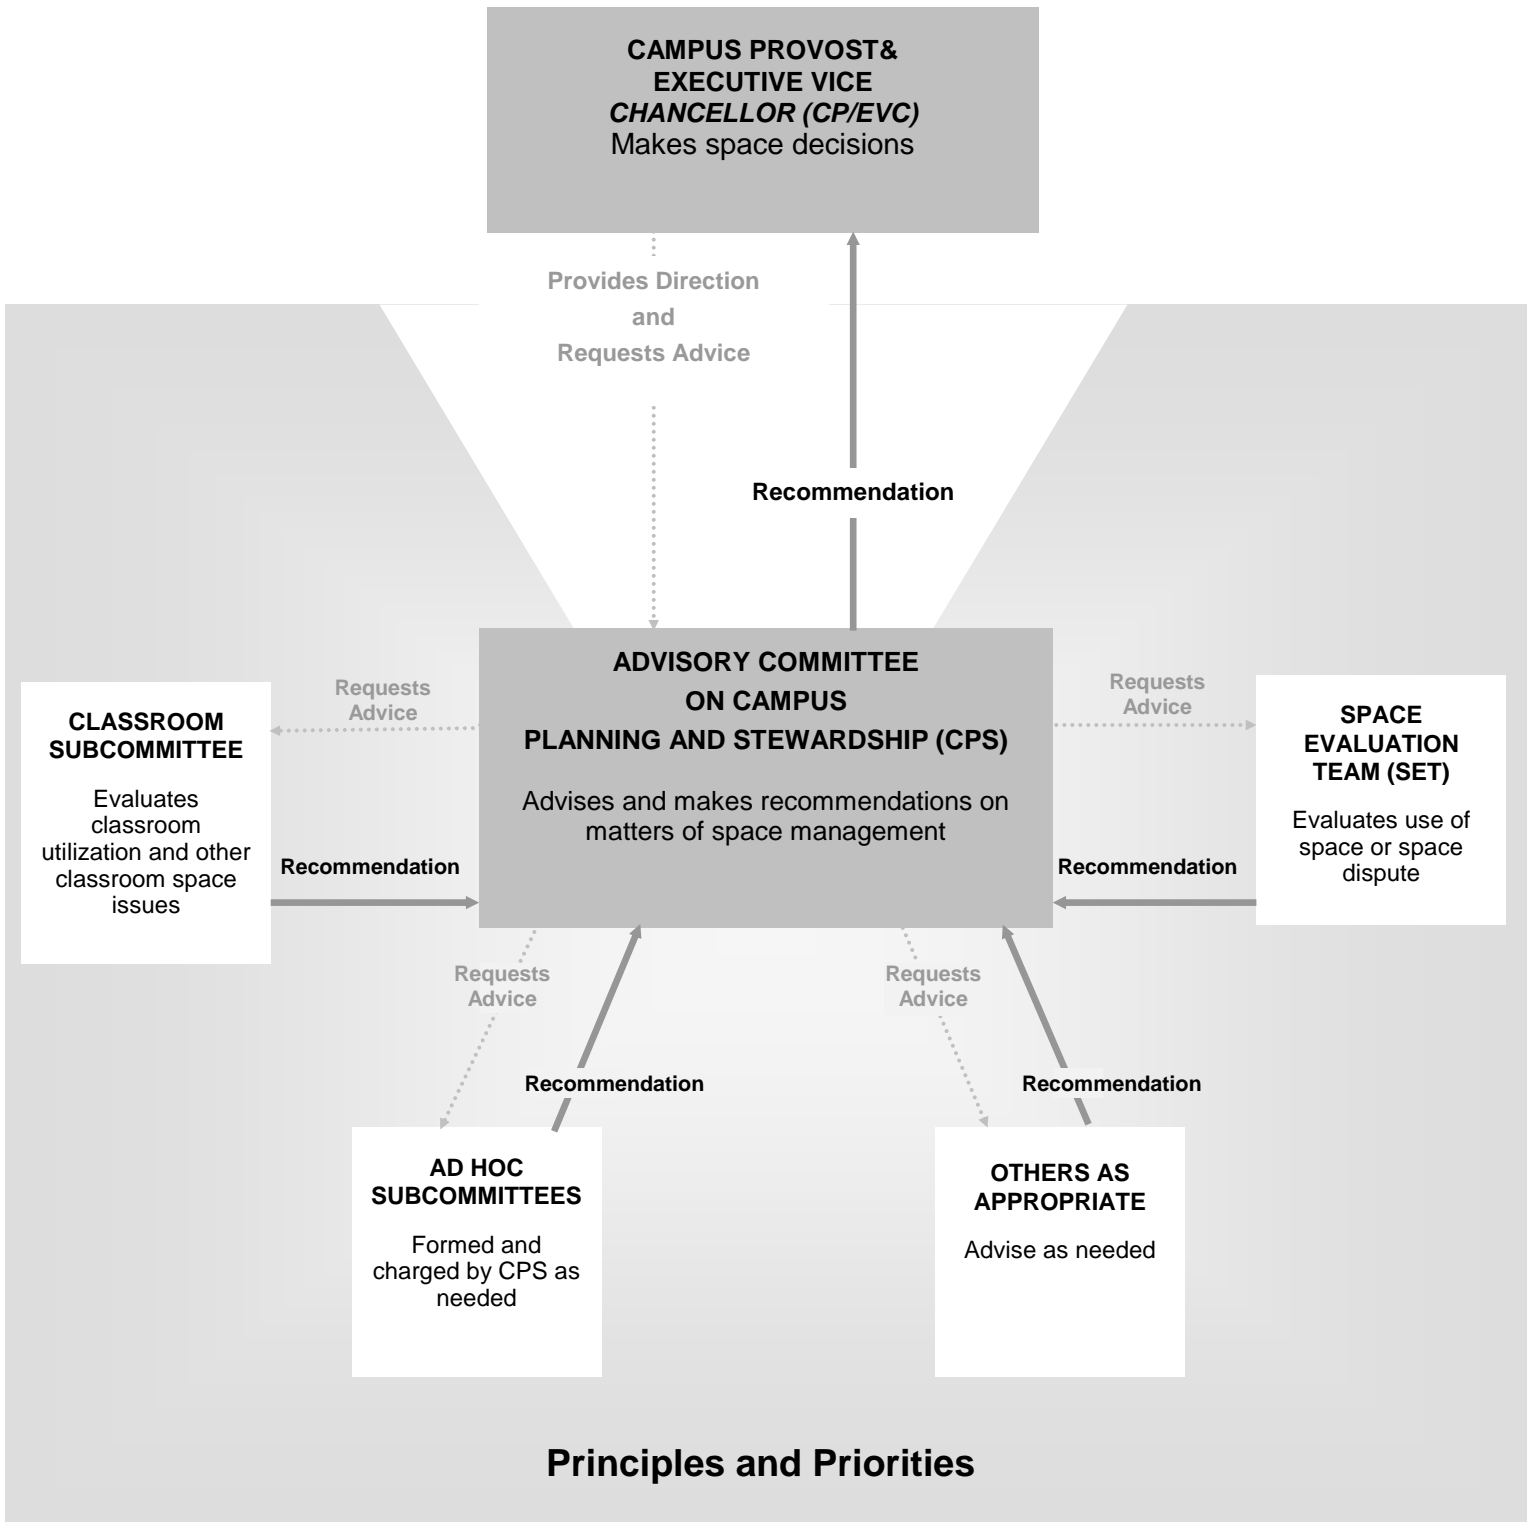 CAMPUS PROVOST&
EXECUTIVE VICE
CHANCELLOR (CP/EVC)
Makes space decisions
Provides Direction
and
Requests Advice
Recommendation
ADVISORY COMMITTEE
ON CAMPUS
PLANNING AND STEWARDSHIP (CPS)
Advises and makes recommendations on
matters of space management
Requests
Advice
CLASSROOM
SUBCOMMITTEE
Evaluates
classroom
utilization and other
classroom space
issues
Recommendation
Requests
Advice
SPACE
EVALUATION
TEAM (SET)
Evaluates use of
space or space
dispute
Recommendation
Requests
Advice
Recommendation
AD HOC
SUBCOMMITTEES
Formed and
charged by CPS as
needed
Requests
Advice
Recommendation
OTHERS AS
APPROPRIATE
Advise as needed
Principles and Priorities